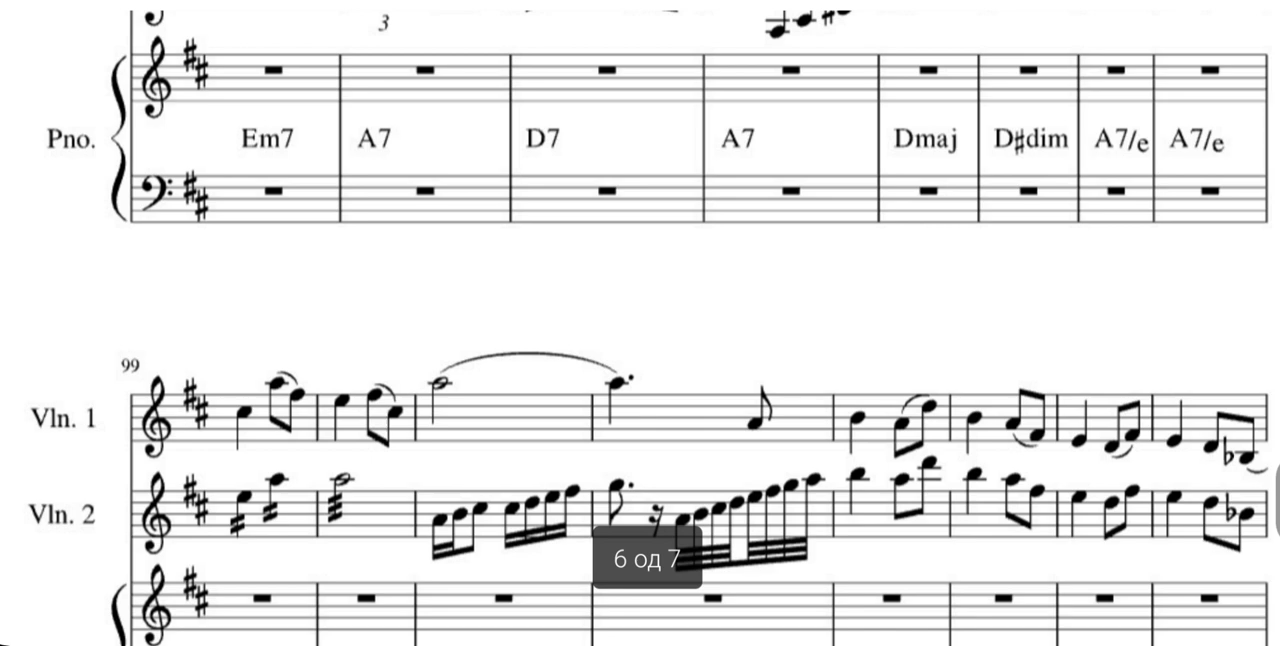 3
Pno. Em7 A7 D7 A7 Dmaj D♯dim A7/e A7/e
99
Vln. 1
Vln. 2
6 од 7